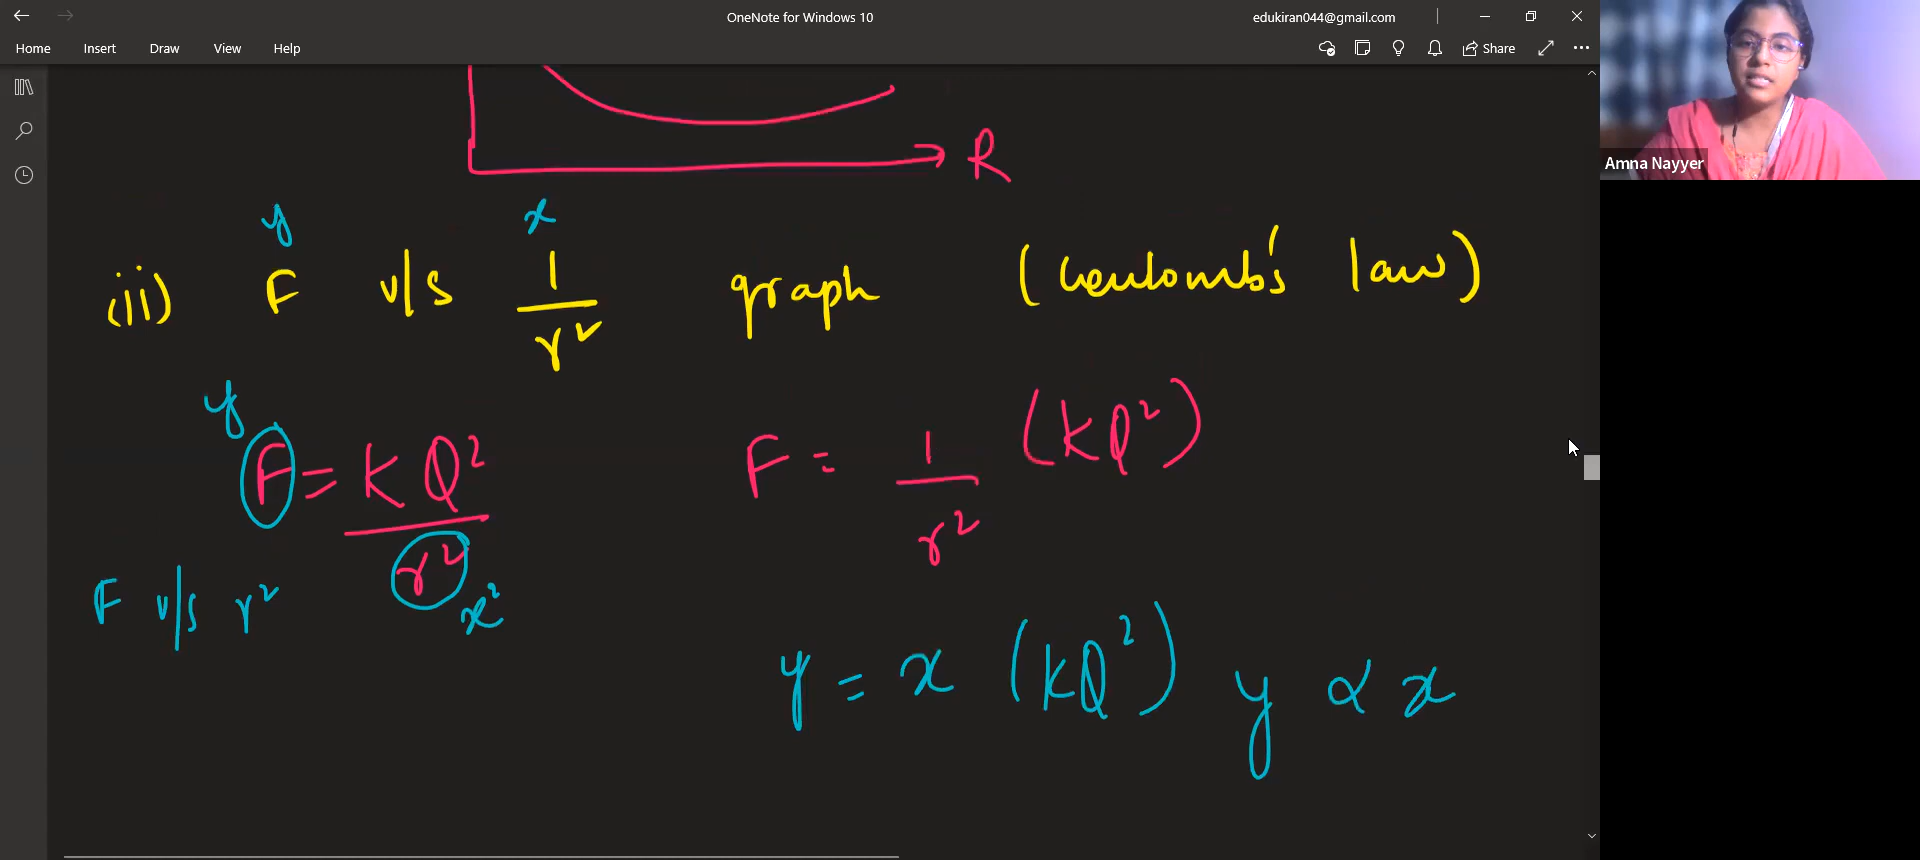 OneNote for Windows 10
edukiran044@gmail.com
Home Insert Draw View Help
Share
Amna Nayyer
R
y x
(ii) F v/s 1/r² graph (Coulomb's law)
y
F = KQ²/r²
x²
F = 1/r² (KQ²)
F v/s r²
y = x (KQ²) y ∝ x